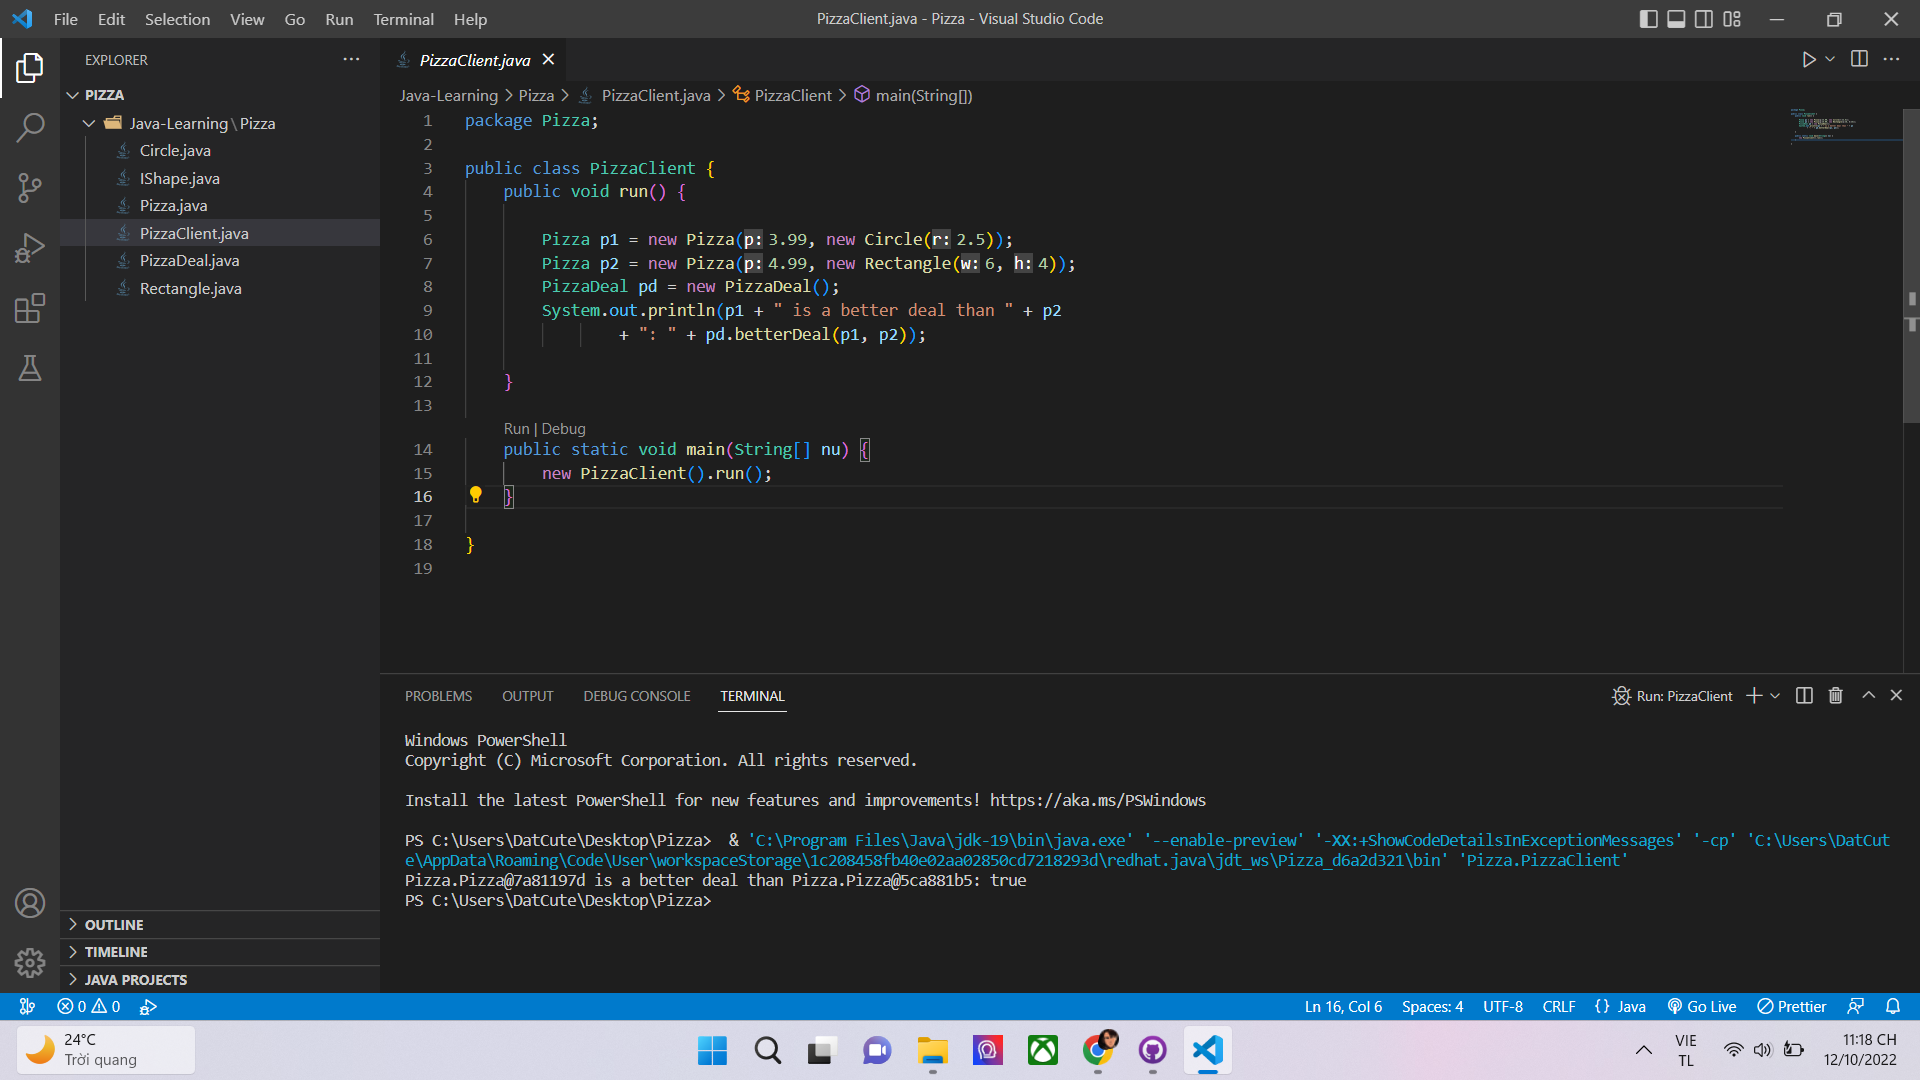 File Edit Selection View Go Run Terminal Help
PizzaClient.java - Pizza - Visual Studio Code
EXPLORER
PIZZA
Java-Learning\Pizza
Circle.java
IShape.java
Pizza.java
PizzaClient.java
PizzaDeal.java
Rectangle.java
OUTLINE
TIMELINE
JAVA PROJECTS
PizzaClient.java
Java-Learning > Pizza > PizzaClient.java > PizzaClient > main(String[])
1 package Pizza;
2
3 public class PizzaClient {
4 public void run() {
5
6 Pizza p1 = new Pizza(p: 3.99, new Circle(r: 2.5));
7 Pizza p2 = new Pizza(p: 4.99, new Rectangle(w: 6, h: 4));
8 PizzaDeal pd = new PizzaDeal();
9 System.out.println(p1 + " is a better deal than " + p2
10 + ": " + pd.betterDeal(p1, p2));
11
12 }
13
Run | Debug
14 public static void main(String[] nu) {
15 new PizzaClient().run();
16 }
17
18 }
19
PROBLEMS OUTPUT DEBUG CONSOLE TERMINAL
Run: PizzaClient
Windows PowerShell
Copyright (C) Microsoft Corporation. All rights reserved.
Install the latest PowerShell for new features and improvements! https://aka.ms/PSWindows
PS C:\Users\DatCute\Desktop\Pizza>  & 'C:\Program Files\Java\jdk-19\bin\java.exe' '--enable-preview' '-XX:+ShowCodeDetailsInExceptionMessages' '-cp' 'C:\Users\DatCut
e\AppData\Roaming\Code\User\workspaceStorage\1c208458fb40e02aa02850cd7218293d\redhat.java\jdt_ws\Pizza_d6a2d321\bin' 'Pizza.PizzaClient'
Pizza.Pizza@7a81197d is a better deal than Pizza.Pizza@5ca881b5: true
PS C:\Users\DatCute\Desktop\Pizza>
0 0
Ln 16, Col 6 Spaces: 4 UTF-8 CRLF {} Java Go Live Prettier
24°C
Trời quang
VIE
TL
11:18 CH
12/10/2022